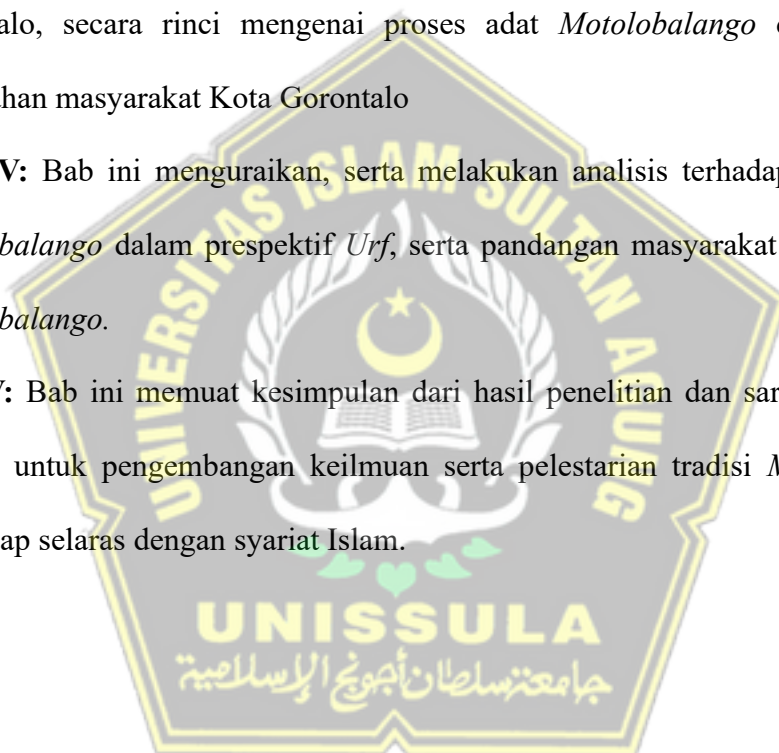 alo, secara rinci mengenai proses adat Motolobalango
han masyarakat Kota Gorontalo
V: Bab ini menguraikan, serta melakukan analisis terhadap
balango dalam prespektif Urf, serta pandangan masyarakat
balango.
: Bab ini memuat kesimpulan dari hasil penelitian dan sar
untuk pengembangan keilmuan serta pelestarian tradisi M
ap selaras dengan syariat Islam.
UNIVERSITAS ISLAM SULTAN AGUNG
UNISSULA
جامعة سلطان أجونج الإسلامية